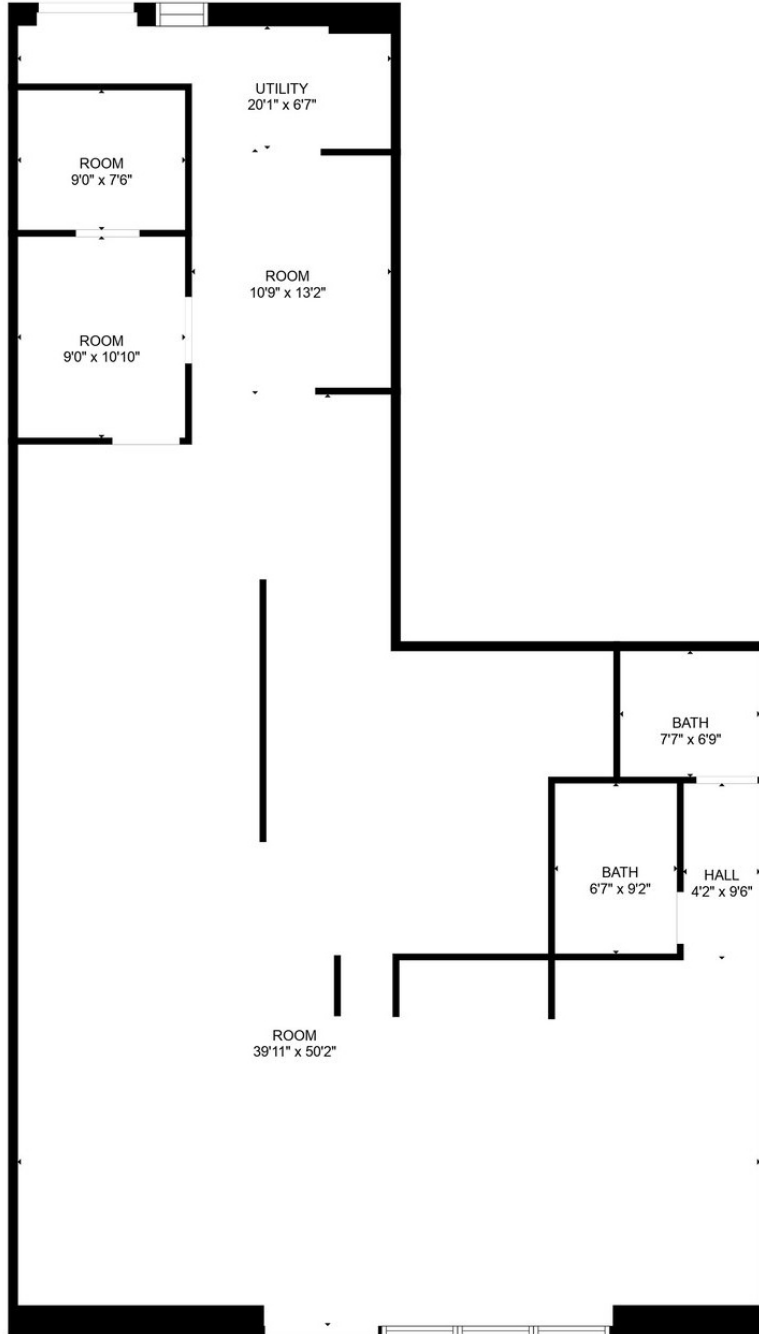 UTILITY
20'1" x 6'7"
ROOM
9'0" x 7'6"
ROOM
10'9" x 13'2"
ROOM
9'0" x 10'10"
BATH
7'7" x 6'9"
BATH
6'7" x 9'2"
HALL
4'2" x 9'6"
ROOM
39'11" x 50'2"